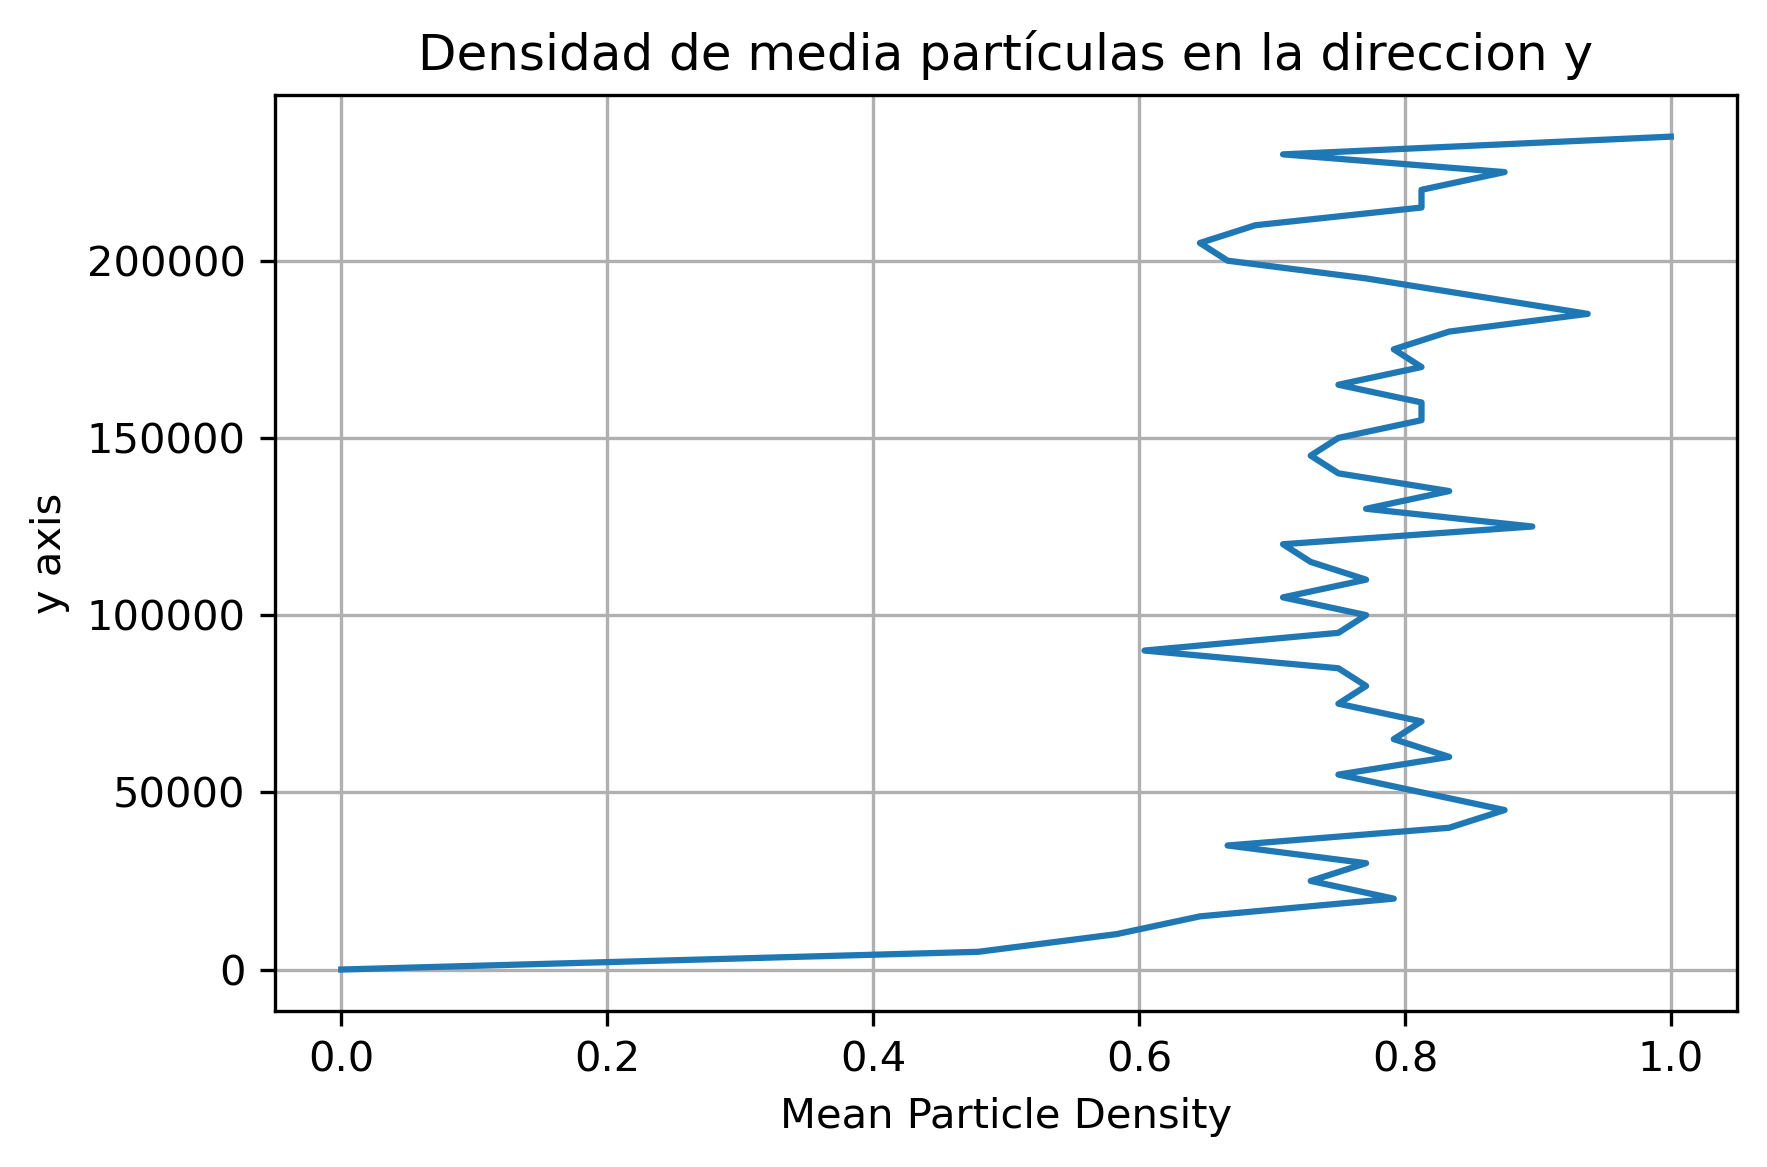 Densidad de media partículas en la direccion y
200000
150000
100000
50000
0
y axis
0.0 0.2 0.4 0.6 0.8 1.0
Mean Particle Density